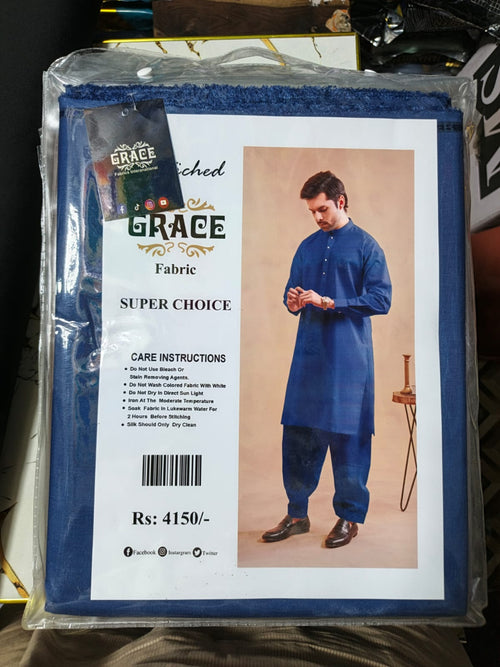 GRACE
Fabrics International
GRACE
Fabric
SUPER CHOICE
CARE INSTRUCTIONS
• Do Not Use Bleach Or
Stain Removing Agents.
• Do Not Wash Colored Fabric With White
• Do Not Dry In Direct Sun Light
• Iron At The Moderate Temperature
• Soak Fabric In Lukewarm Water For
2 Hours Before Stitching
• Silk Should Only Dry Clean
Rs: 4150/-
Facebook Instargram Twitter